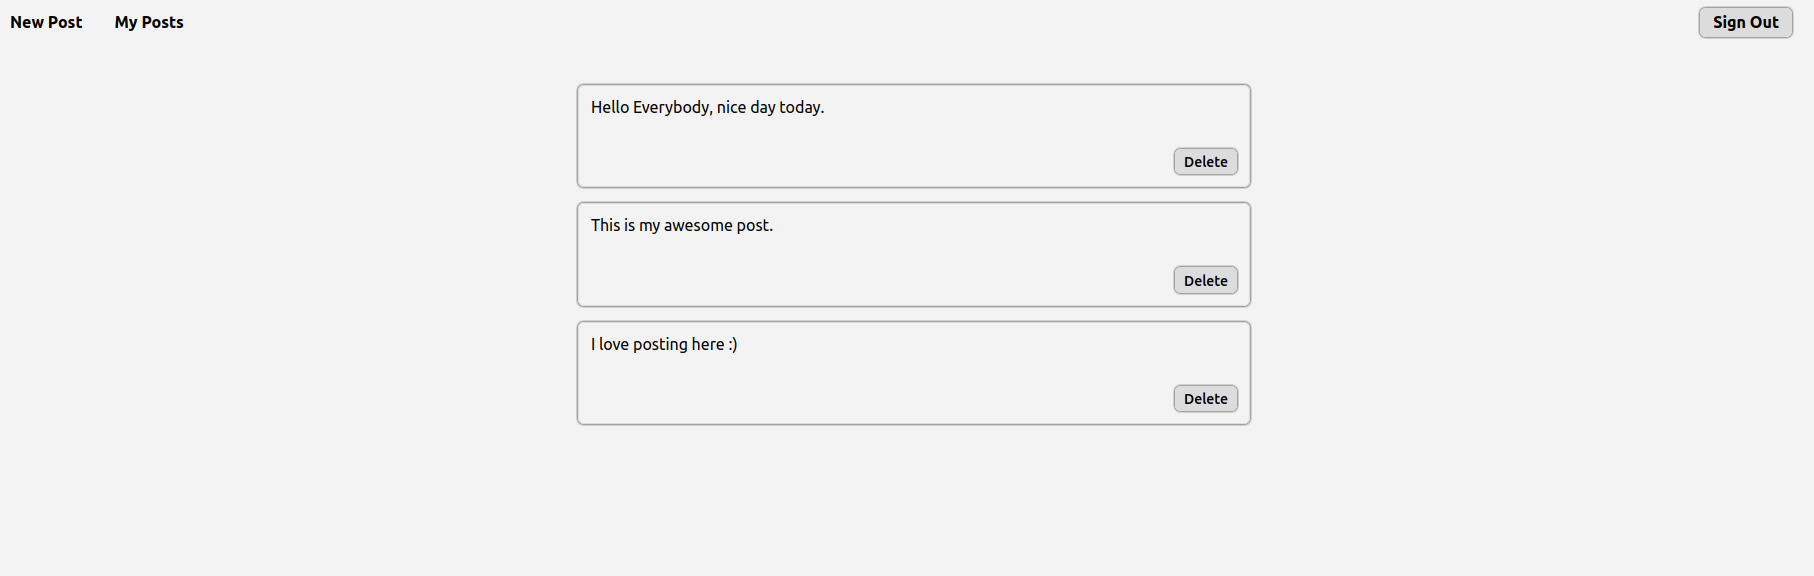 New Post My Posts Sign Out
Hello Everybody, nice day today.
Delete
This is my awesome post.
Delete
I love posting here :)
Delete